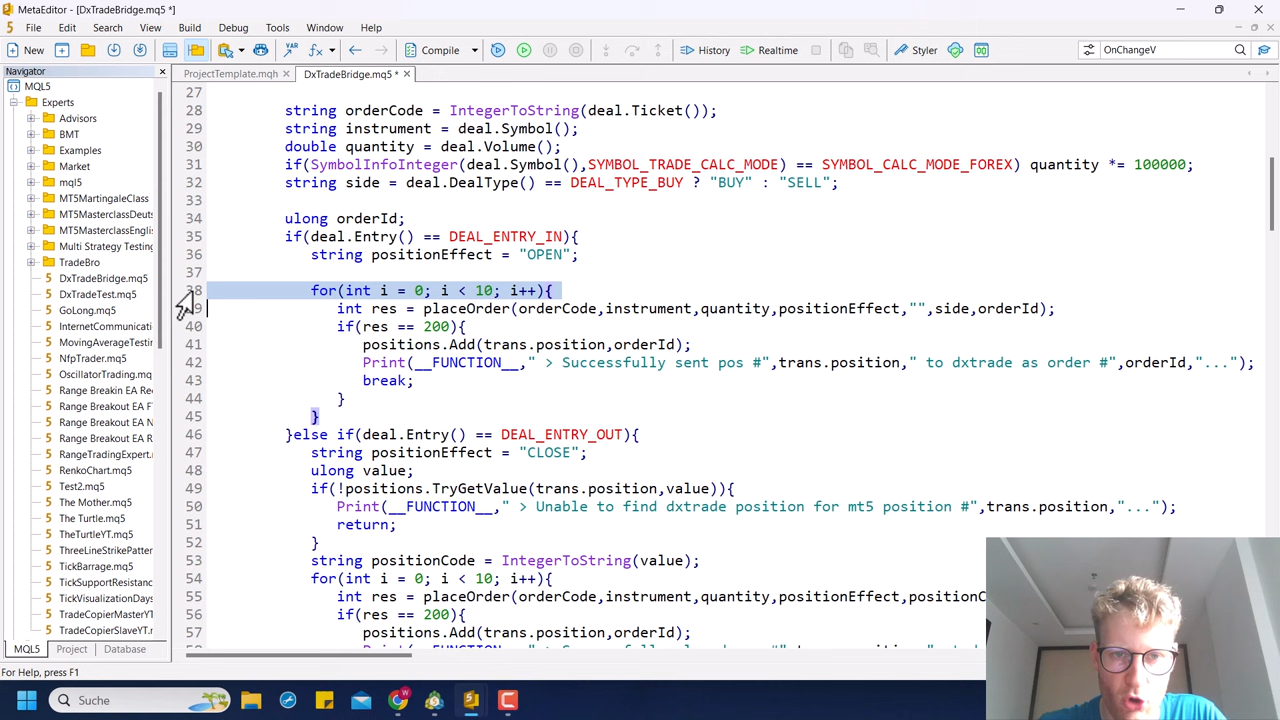 MetaEditor - [DxTradeBridge.mq5 *]
File Edit Search View Build Debug Tools Window Help
New Compile History Realtime Styler OnChangeV
Navigator
ProjectTemplate.mqh
DxTradeBridge.mq5 *
MQL5
Experts
Advisors
BMT
Examples
Market
mql5
MT5MartingaleClass
MT5MasterclassDeuts
MT5MasterclassEnglis
Multi Strategy Testing
TradeBro
DxTradeBridge.mq5
DxTradeTest.mq5
GoLong.mq5
InternetCommunicati
MovingAverageTestin
NfpTrader.mq5
OscillatorTrading.mq
Range Breakin EA Re
Range Breakout EA F
Range Breakout EA N
Range Breakout EA R
RangeTradingExpert.
RenkoChart.mq5
Test2.mq5
The Mother.mq5
The Turtle.mq5
TheTurtleYT.mq5
ThreeLineStrikePatter
TickBarrage.mq5
TickSupportResistanc
TickVisualizationDays
TradeCopierMasterYT
TradeCopierSlaveYT.m
MQL5 Project Database
27
28 string orderCode = IntegerToString(deal.Ticket());
29 string instrument = deal.Symbol();
30 double quantity = deal.Volume();
31 if(SymbolInfoInteger(deal.Symbol(),SYMBOL_TRADE_CALC_MODE) == SYMBOL_CALC_MODE_FOREX) quantity *= 100000;
32 string side = deal.DealType() == DEAL_TYPE_BUY ? "BUY" : "SELL";
33
34 ulong orderId;
35 if(deal.Entry() == DEAL_ENTRY_IN){
36 string positionEffect = "OPEN";
37
38 for(int i = 0; i < 10; i++){
39 int res = placeOrder(orderCode,instrument,quantity,positionEffect,"",side,orderId);
40 if(res == 200){
41 positions.Add(trans.position,orderId);
42 Print(__FUNCTION__," > Successfully sent pos #",trans.position," to dxtrade as order #",orderId,"...");
43 break;
44 }
45 }
46 }else if(deal.Entry() == DEAL_ENTRY_OUT){
47 string positionEffect = "CLOSE";
48 ulong value;
49 if(!positions.TryGetValue(trans.position,value)){
50 Print(__FUNCTION__," > Unable to find dxtrade position for mt5 position #",trans.position,"...");
51 return;
52 }
53 string positionCode = IntegerToString(value);
54 for(int i = 0; i < 10; i++){
55 int res = placeOrder(orderCode,instrument,quantity,positionEffect,positionC
56 if(res == 200){
57 positions.Add(trans.position,orderId);
For Help, press F1
Suche